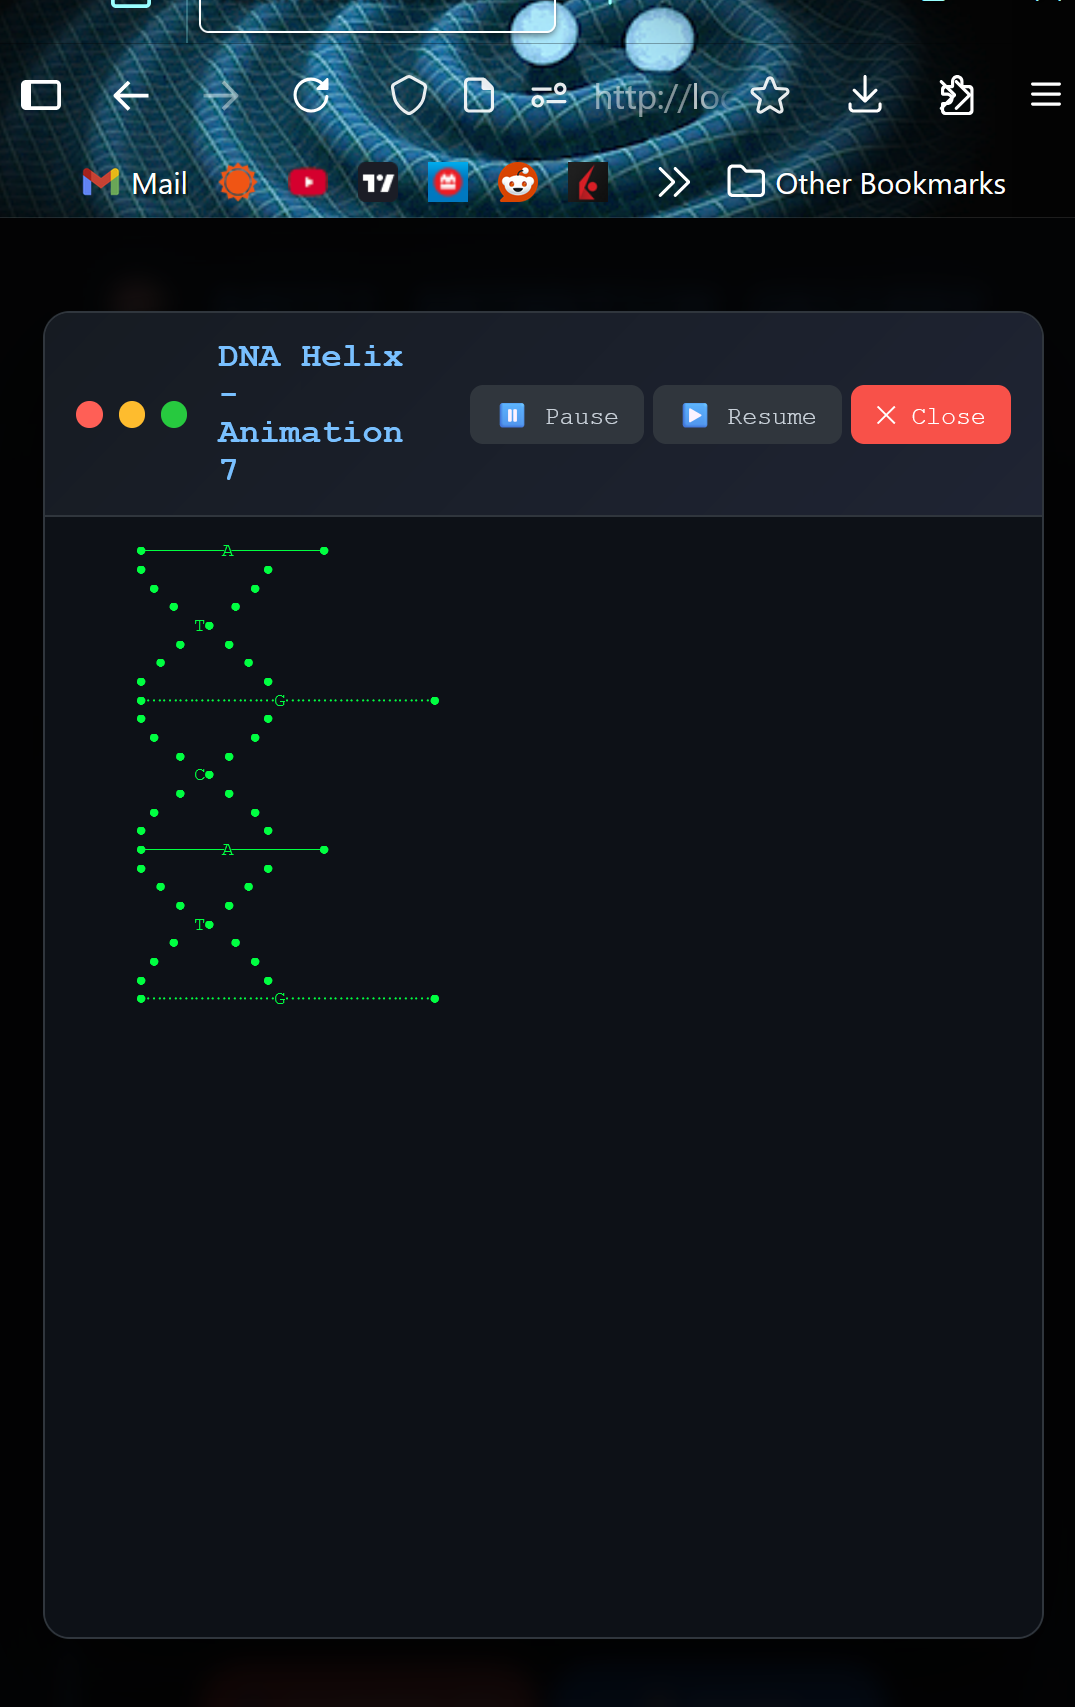 http://lo
Mail
Other Bookmarks
DNA Helix
–
Animation
7
Pause
Resume
Close
A
T
G
C
A
T
G